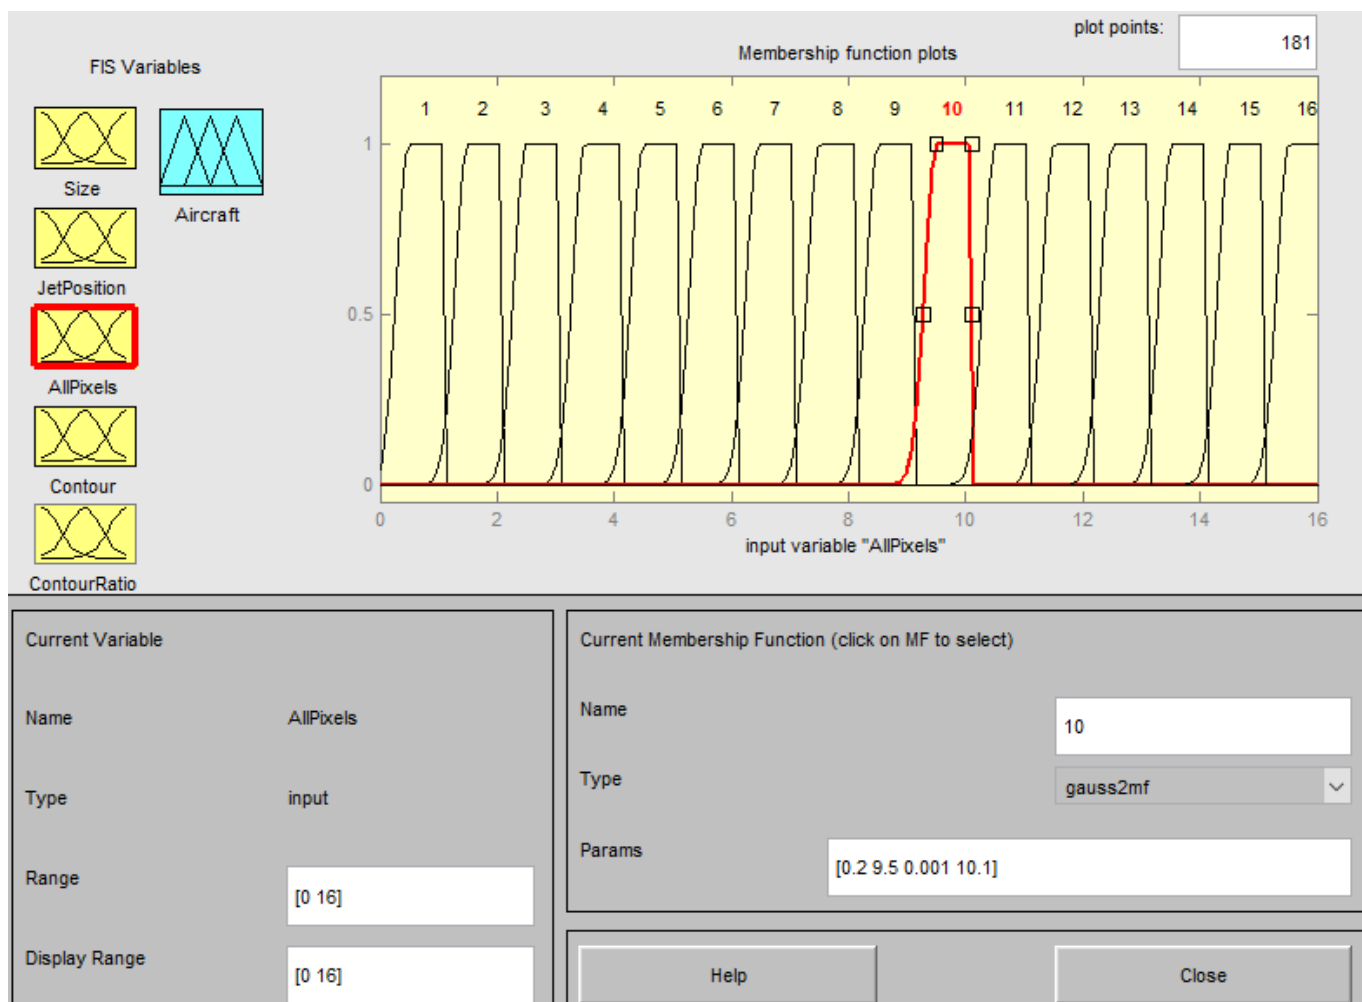 plot points:
181
FIS Variables
Membership function plots
Size
Aircraft
JetPosition
AllPixels
Contour
ContourRatio
1 2 3 4 5 6 7 8 9 10 11 12 13 14 15 16
1
0.5
0
0 2 4 6 8 10 12 14 16
input variable "AllPixels"
Current Variable
Name AllPixels
Type input
Range [0 16]
Display Range [0 16]
Current Membership Function (click on MF to select)
Name 10
Type gauss2mf
Params [0.2 9.5 0.001 10.1]
Help Close